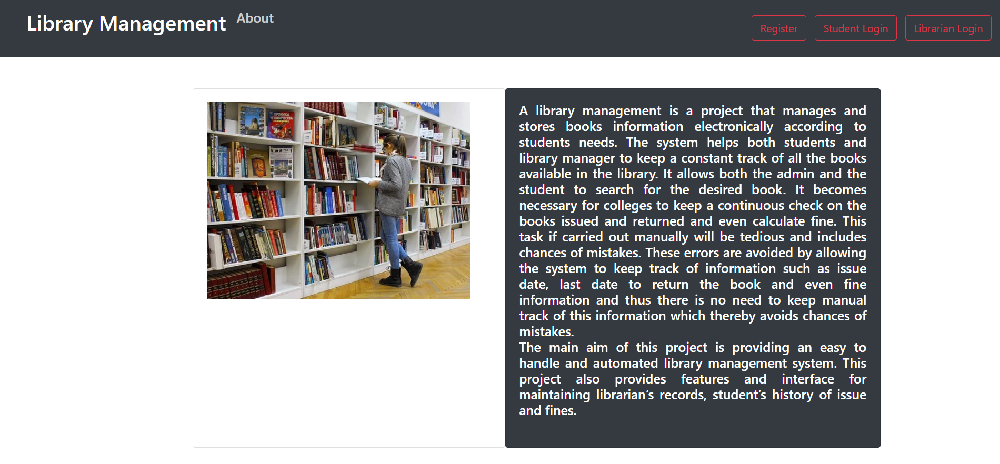 Library Management
About
Register
Student Login
Librarian Login
ХРОНИКА
ЧЕЛОВЕЧЕСТВА
A library management is a project that manages and
stores books information electronically according to
students needs. The system helps both students and
library manager to keep a constant track of all the books
available in the library. It allows both the admin and the
student to search for the desired book. It becomes
necessary for colleges to keep a continuous check on the
books issued and returned and even calculate fine. This
task if carried out manually will be tedious and includes
chances of mistakes. These errors are avoided by allowing
the system to keep track of information such as issue
date, last date to return the book and even fine
information and thus there is no need to keep manual
track of this information which thereby avoids chances of
mistakes.
The main aim of this project is providing an easy to
handle and automated library management system. This
project also provides features and interface for
maintaining librarian’s records, student’s history of issue
and fines.